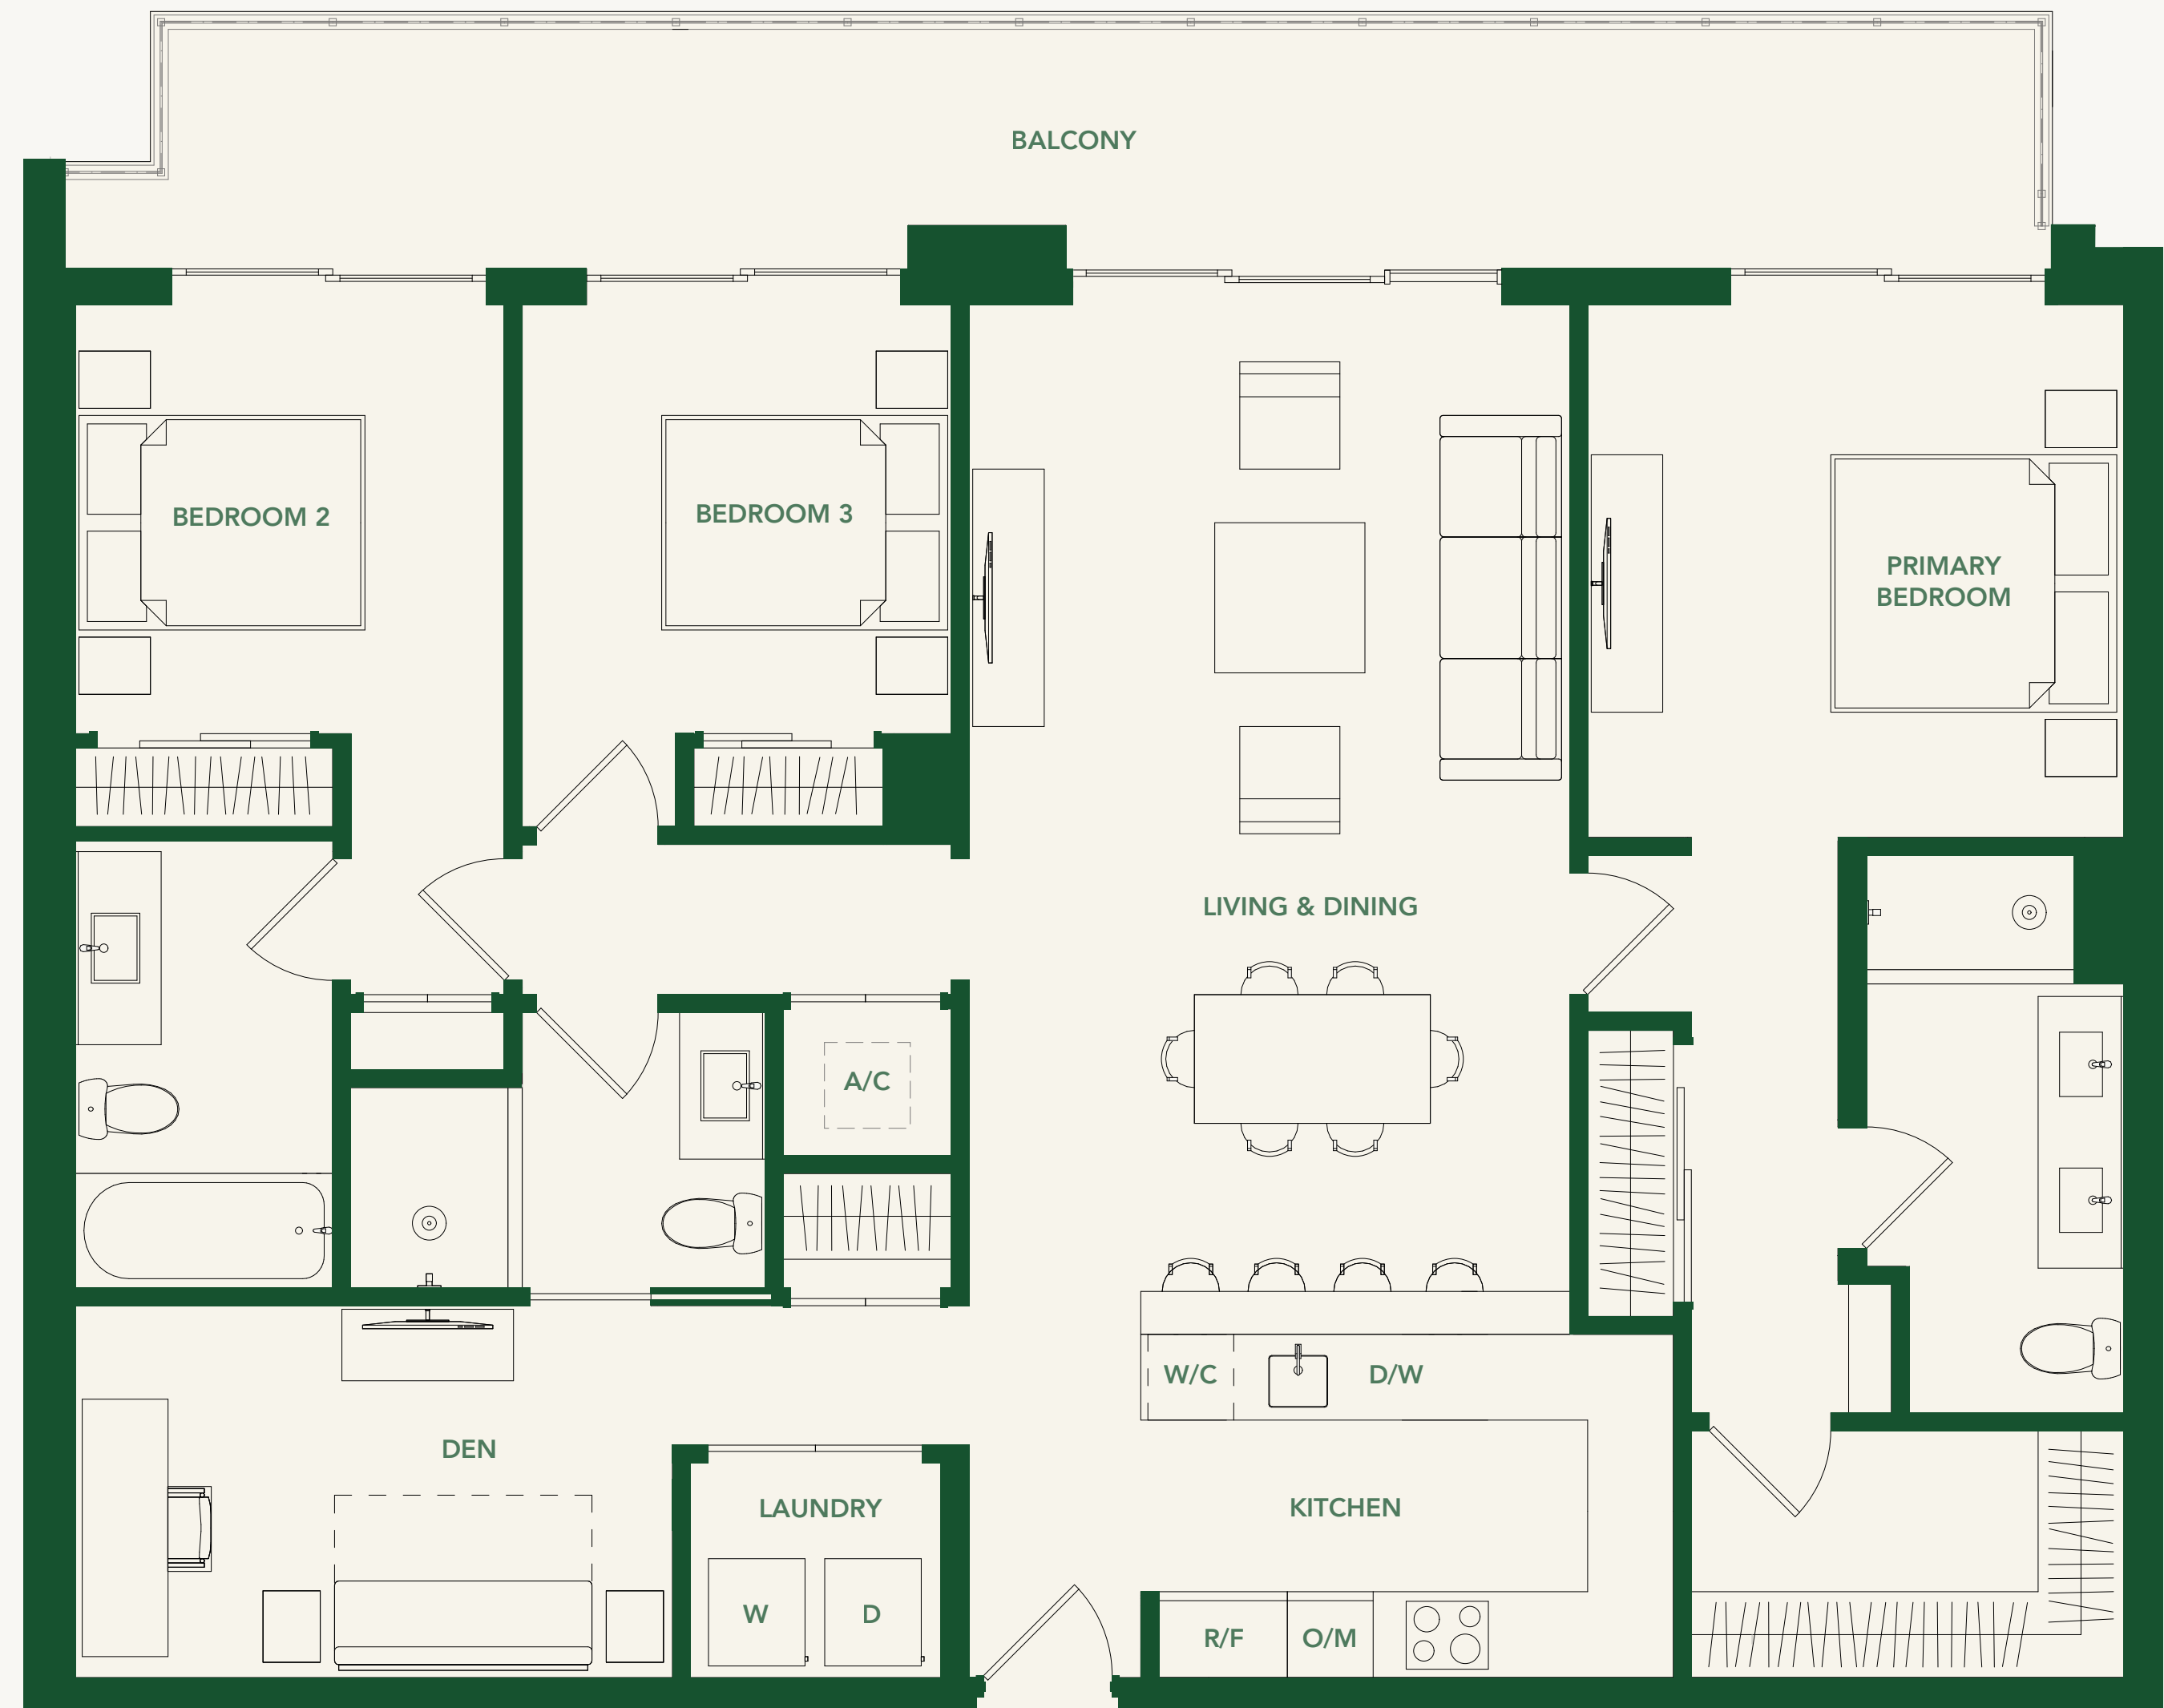 BALCONY
BEDROOM 2
BEDROOM 3
PRIMARY
BEDROOM
LIVING & DINING
A/C
W/C
D/W
DEN
LAUNDRY
KITCHEN
W
D
R/F
O/M